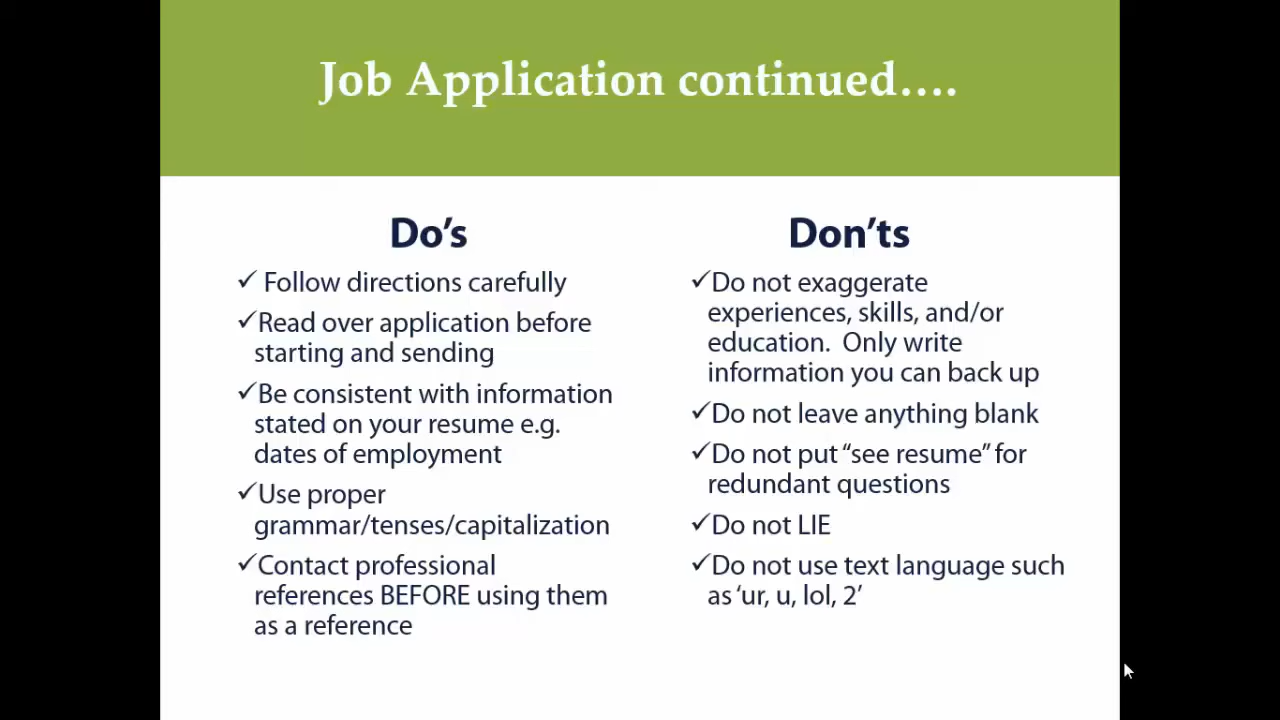 Job Application continued….
Do’s
✓ Follow directions carefully
✓Read over application before
starting and sending
✓Be consistent with information
stated on your resume e.g.
dates of employment
✓Use proper
grammar/tenses/capitalization
✓Contact professional
references BEFORE using them
as a reference
Don’ts
✓Do not exaggerate
experiences, skills, and/or
education.  Only write
information you can back up
✓Do not leave anything blank
✓Do not put “see resume” for
redundant questions
✓Do not LIE
✓Do not use text language such
as ‘ur, u, lol, 2’